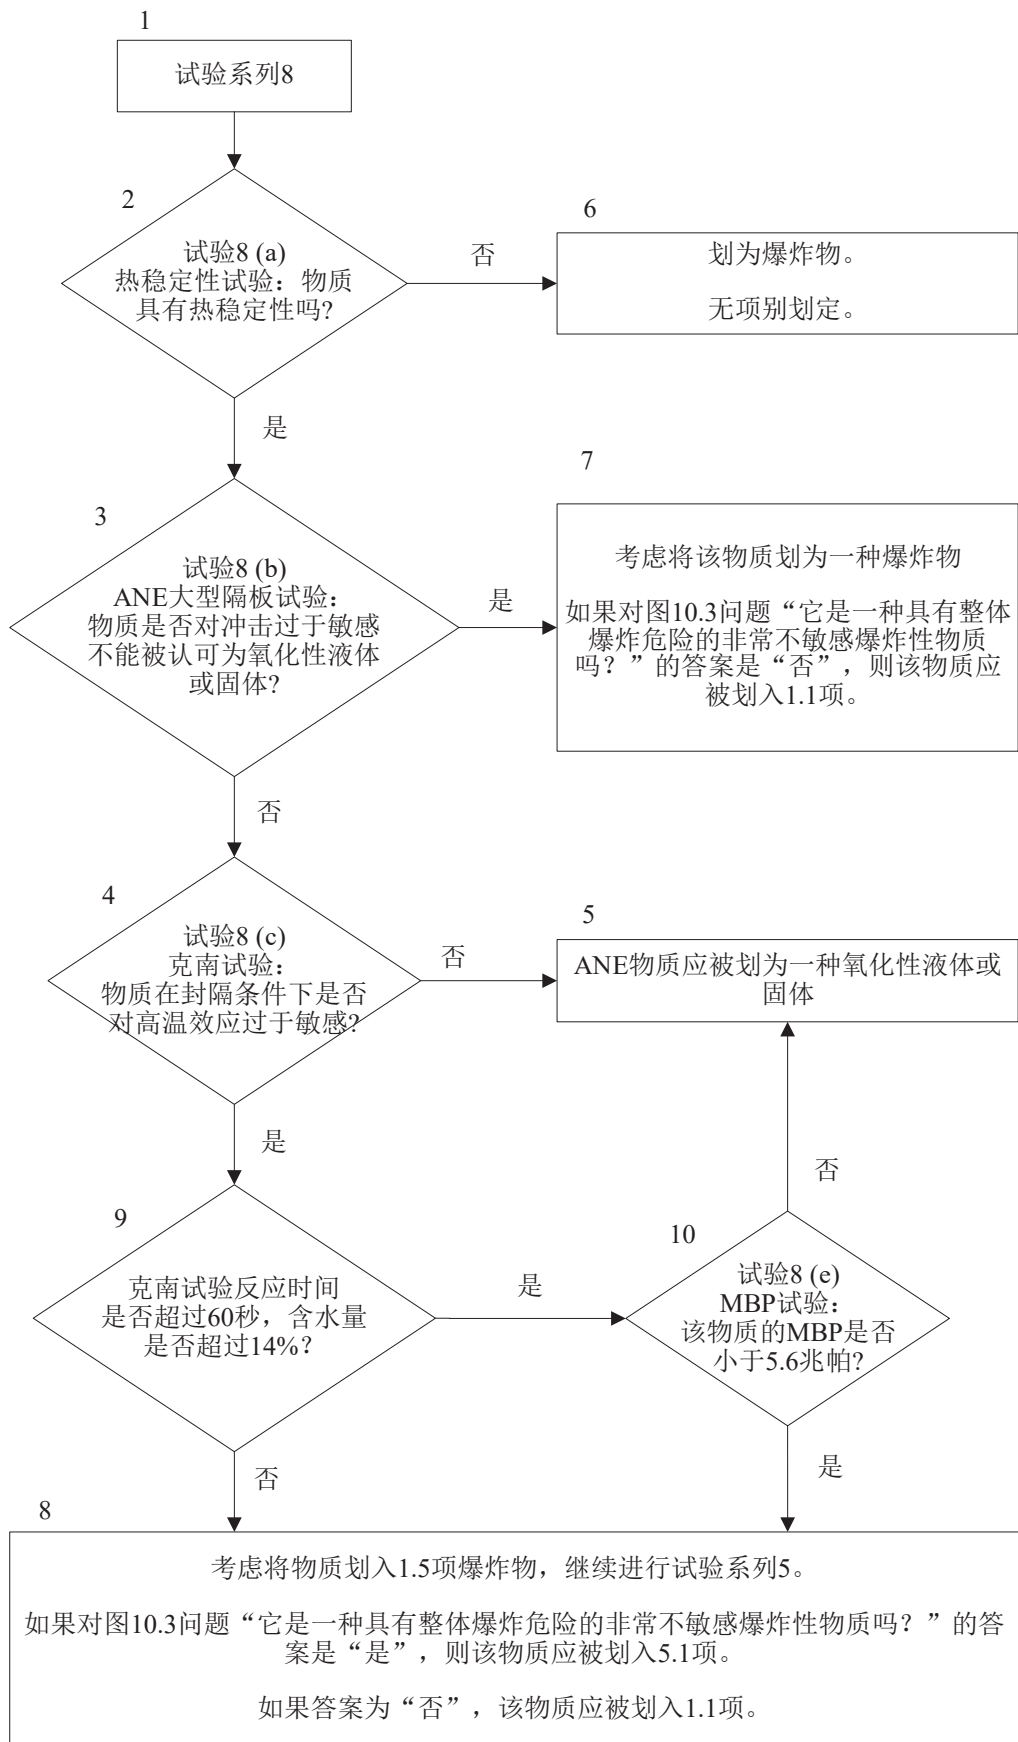 1
试验系列8
2
试验8 (a)
热稳定性试验：物质
具有热稳定性吗?
否
6
划为爆炸物。
无项别划定。
是
3
试验8 (b)
ANE大型隔板试验：
物质是否对冲击过于敏感
不能被认可为氧化性液体
或固体?
是
7
考虑将该物质划为一种爆炸物
如果对图10.3问题“它是一种具有整体
爆炸危险的非常不敏感爆炸性物质
吗？”的答案是“否”，则该物质应
被划入1.1项。
否
4
试验8 (c)
克南试验：
物质在封隔条件下是否
对高温效应过于敏感?
否
5
ANE物质应被划为一种氧化性液体或
固体
是
9
克南试验反应时间
是否超过60秒，含水量
是否超过14%？
是
否
10
试验8 (e)
MBP试验：
该物质的MBP是否
小于5.6兆帕?
否
是
8
考虑将物质划入1.5项爆炸物，继续进行试验系列5。
如果对图10.3问题“它是一种具有整体爆炸危险的非常不敏感爆炸性物质吗？”的答
案是“是”，则该物质应被划入5.1项。
如果答案为“否”，该物质应被划入1.1项。